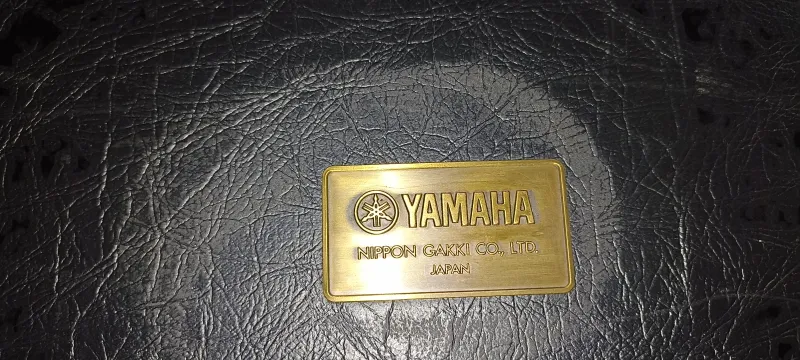 YAMAHA
NIPPON GAKKI CO., LTD.
JAPAN